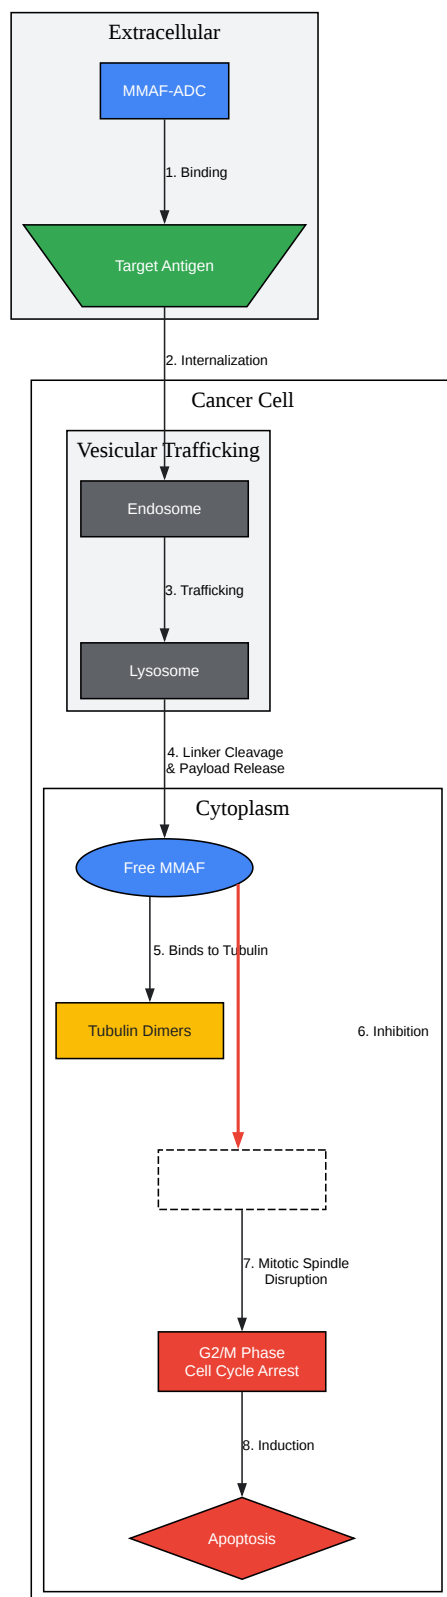 Extracellular
MMAF-ADC
1. Binding
Target Antigen
2. Internalization
Cancer Cell
Vesicular Trafficking
Endosome
3. Trafficking
Lysosome
4. Linker Cleavage
& Payload Release
Cytoplasm
Free MMAF
5. Binds to Tubulin
Tubulin Dimers
6. Inhibition
7. Mitotic Spindle
Disruption
G2/M Phase
Cell Cycle Arrest
8. Induction
Apoptosis